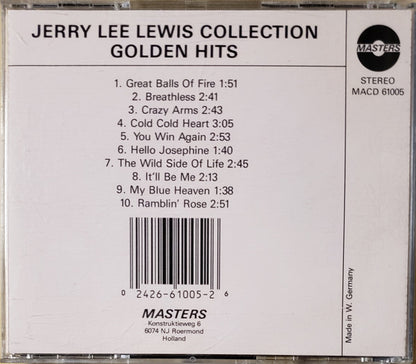 JERRY LEE LEWIS COLLECTION
GOLDEN HITS
MASTERS
STEREO
MACD 61005
1. Great Balls Of Fire 1:51
2. Breathless 2:41
3. Crazy Arms 2:43
4. Cold Cold Heart 3:05
5. You Win Again 2:53
6. Hello Josephine 1:40
7. The Wild Side Of Life 2:45
8. It'll Be Me 2:13
9. My Blue Heaven 1:38
10. Ramblin' Rose 2:51
0 2426-61005-2 6
MASTERS
Konstruktieweg 6
6074 NJ Roermond
Holland
Made in W. Germany